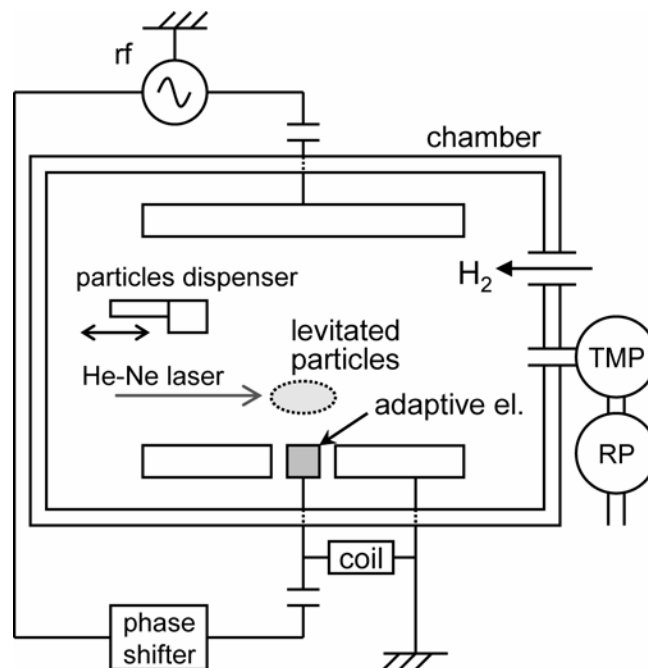 rf
chamber
particles dispenser
H2
levitated
particles
TMP
He-Ne laser
adaptive el.
RP
coil
phase
shifter